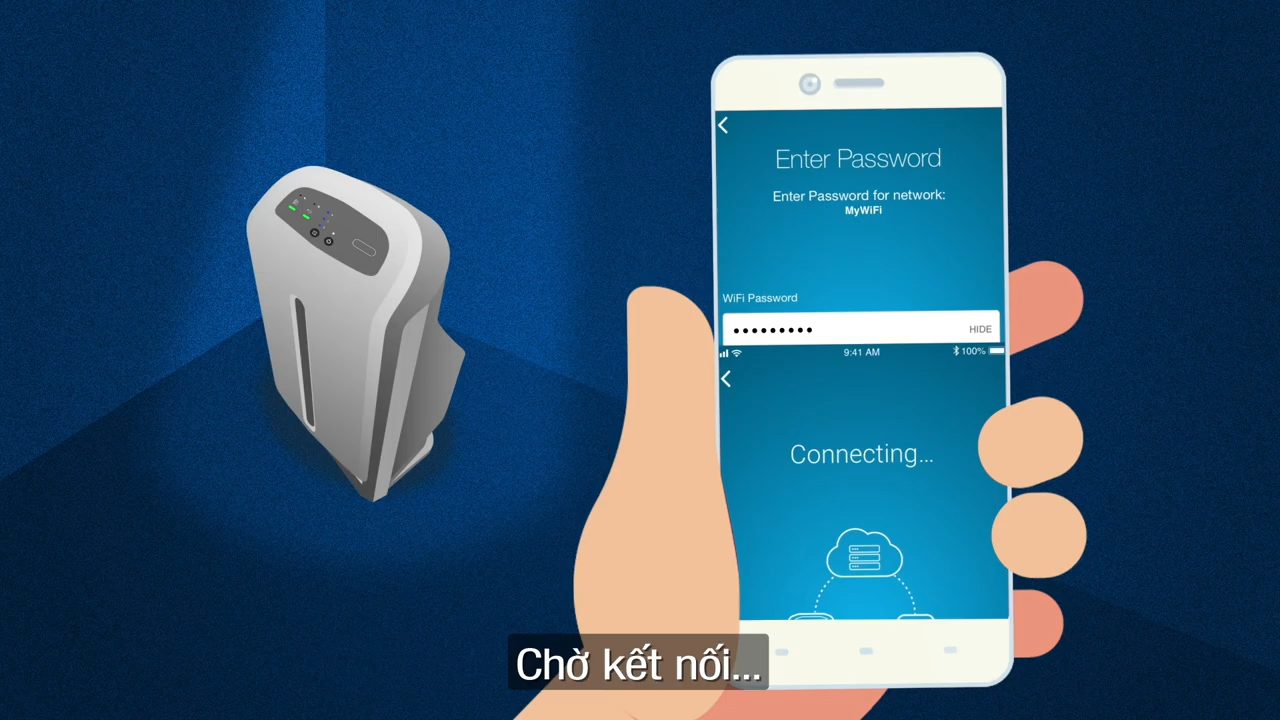 Enter Password
Enter Password for network:
MyWiFi
WiFi Password
●●●●●●●●● HIDE
9:41 AM 100%
Connecting...
Chờ kết nối...